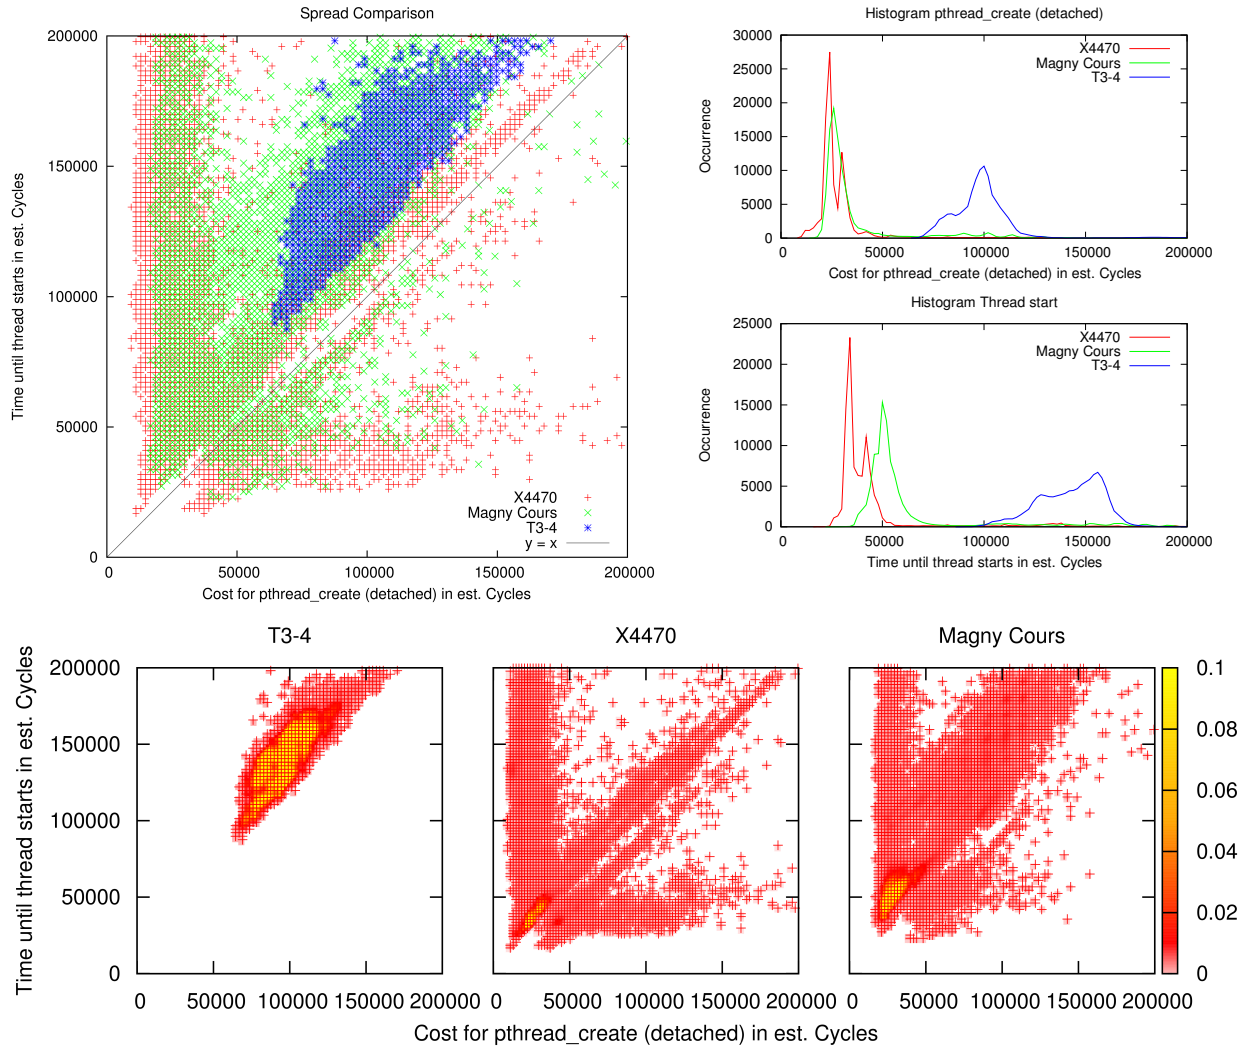 Spread Comparison
200000
150000
100000
50000
0
Time until thread starts in est. Cycles
X4470
Magny Cours
T3-4
y = x
0 50000 100000 150000 200000
Cost for pthread_create (detached) in est. Cycles
Histogram pthread_create (detached)
30000
25000
20000
15000
10000
5000
0
Occurrence
X4470
Magny Cours
T3-4
0 50000 100000 150000 200000
Cost for pthread_create (detached) in est. Cycles
Histogram Thread start
25000
20000
15000
10000
5000
0
Occurrence
X4470
Magny Cours
T3-4
0 50000 100000 150000 200000
Time until thread starts in est. Cycles
T3-4
X4470
Magny Cours
Time until thread starts in est. Cycles
200000
150000
100000
50000
0
0 50000 100000 150000 200000
0 50000 100000 150000 200000
0 50000 100000 150000 200000
0.1
0.08
0.06
0.04
0.02
0
Cost for pthread_create (detached) in est. Cycles